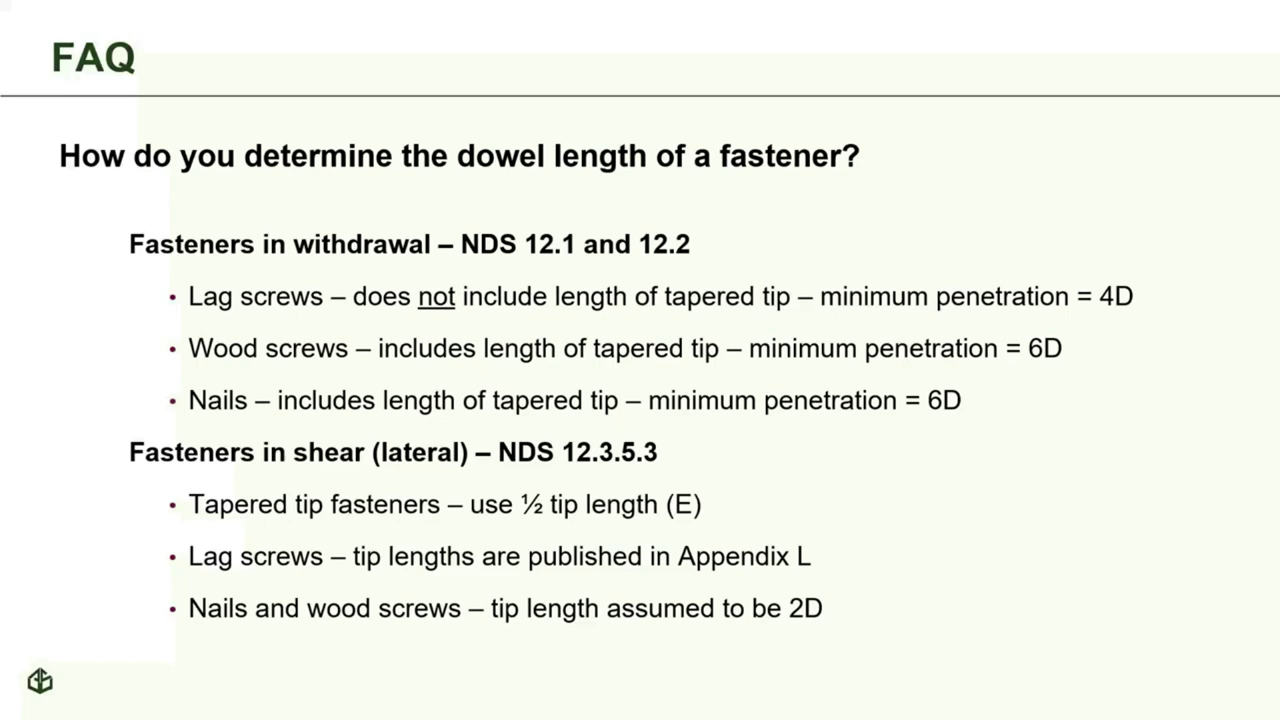 FAQ
How do you determine the dowel length of a fastener?
Fasteners in withdrawal – NDS 12.1 and 12.2
• Lag screws – does not include length of tapered tip – minimum penetration = 4D
• Wood screws – includes length of tapered tip – minimum penetration = 6D
• Nails – includes length of tapered tip – minimum penetration = 6D
Fasteners in shear (lateral) – NDS 12.3.5.3
• Tapered tip fasteners – use ½ tip length (E)
• Lag screws – tip lengths are published in Appendix L
• Nails and wood screws – tip length assumed to be 2D